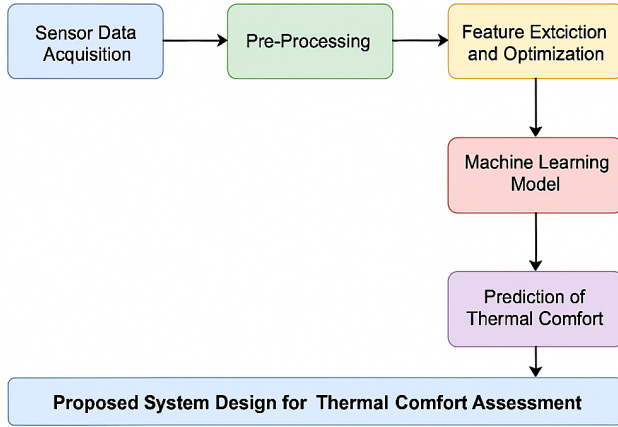 Sensor Data
Acquisition
Pre-Processing
Feature Extciction
and Optimization
Machine Learning
Model
Prediction of
Thermal Comfort
Proposed System Design for Thermal Comfort Assessment